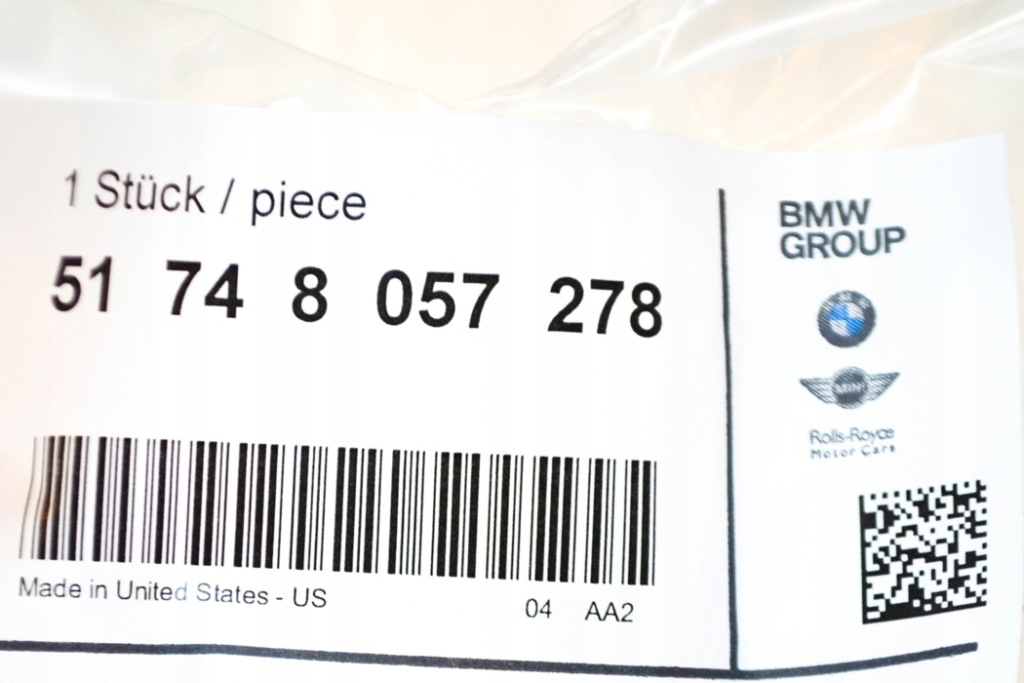 1 Stück / piece
51 74 8 057 278
Made in United States - US
04 AA2
BMW
GROUP
MINI
Rolls-Royce
Motor Cars